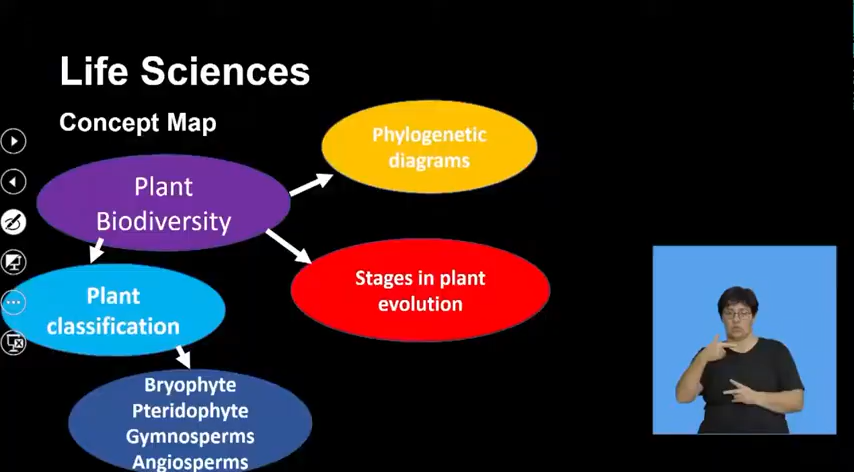 Life Sciences
Concept Map
Phylogenetic
diagrams
Plant
Biodiversity
Stages in plant
evolution
Plant
classification
Bryophyte
Pteridophyte
Gymnosperms
Angiosperms